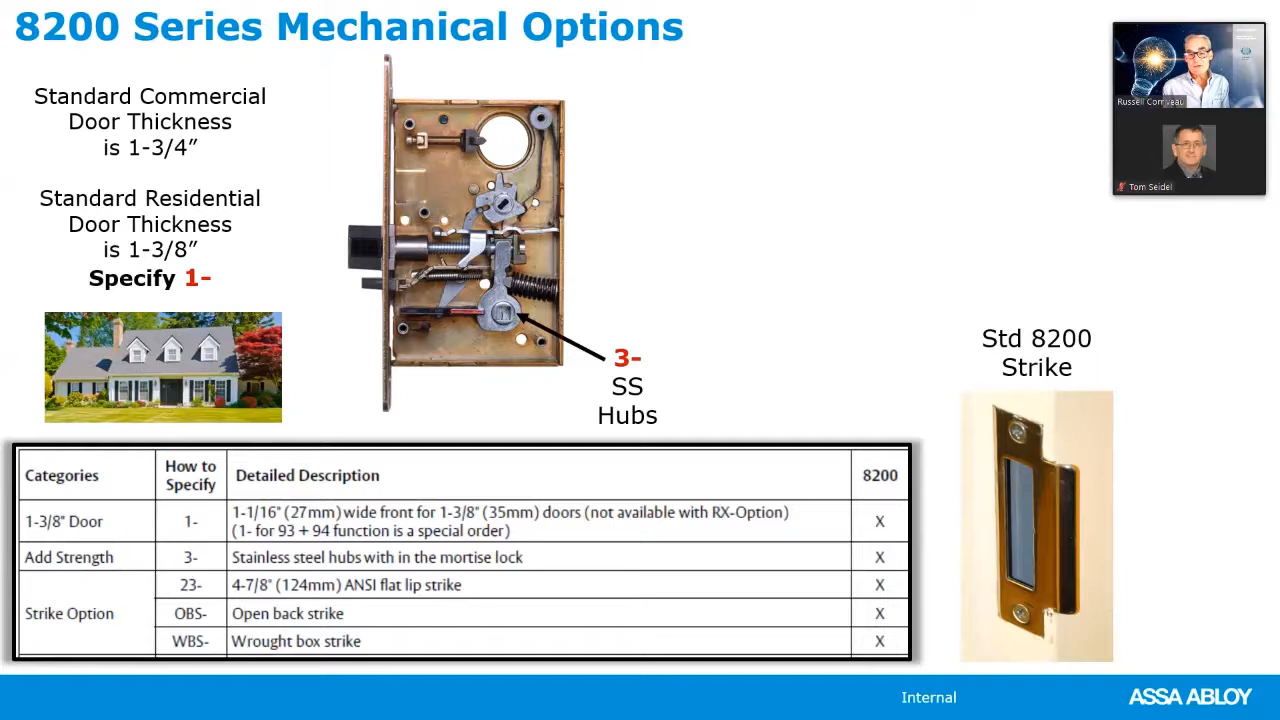 8200 Series Mechanical Options
Standard Commercial
Door Thickness
is 1-3/4”
Standard Residential
Door Thickness
is 1-3/8”
Specify 1-
3-
SS
Hubs
Std 8200
Strike
Russell Corriveau
Tom Seidel
Categories How to Specify Detailed Description 8200
1-3/8" Door 1- 1-1/16" (27mm) wide front for 1-3/8" (35mm) doors (not available with RX-Option) X
(1- for 93 + 94 function is a special order)
Add Strength 3- Stainless steel hubs with in the mortise lock X
Strike Option 23- 4-7/8" (124mm) ANSI flat lip strike X
OBS- Open back strike X
WBS- Wrought box strike X
Internal
ASSA ABLOY